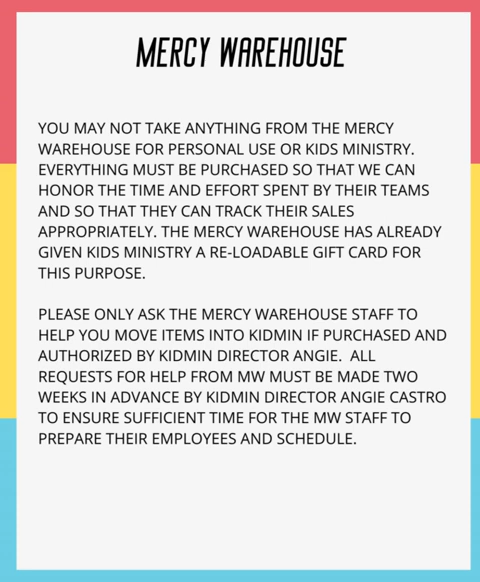 MERCY WAREHOUSE
YOU MAY NOT TAKE ANYTHING FROM THE MERCY
WAREHOUSE FOR PERSONAL USE OR KIDS MINISTRY.
EVERYTHING MUST BE PURCHASED SO THAT WE CAN
HONOR THE TIME AND EFFORT SPENT BY THEIR TEAMS
AND SO THAT THEY CAN TRACK THEIR SALES
APPROPRIATELY. THE MERCY WAREHOUSE HAS ALREADY
GIVEN KIDS MINISTRY A RE-LOADABLE GIFT CARD FOR
THIS PURPOSE.
PLEASE ONLY ASK THE MERCY WAREHOUSE STAFF TO
HELP YOU MOVE ITEMS INTO KIDMIN IF PURCHASED AND
AUTHORIZED BY KIDMIN DIRECTOR ANGIE. ALL
REQUESTS FOR HELP FROM MW MUST BE MADE TWO
WEEKS IN ADVANCE BY KIDMIN DIRECTOR ANGIE CASTRO
TO ENSURE SUFFICIENT TIME FOR THE MW STAFF TO
PREPARE THEIR EMPLOYEES AND SCHEDULE.